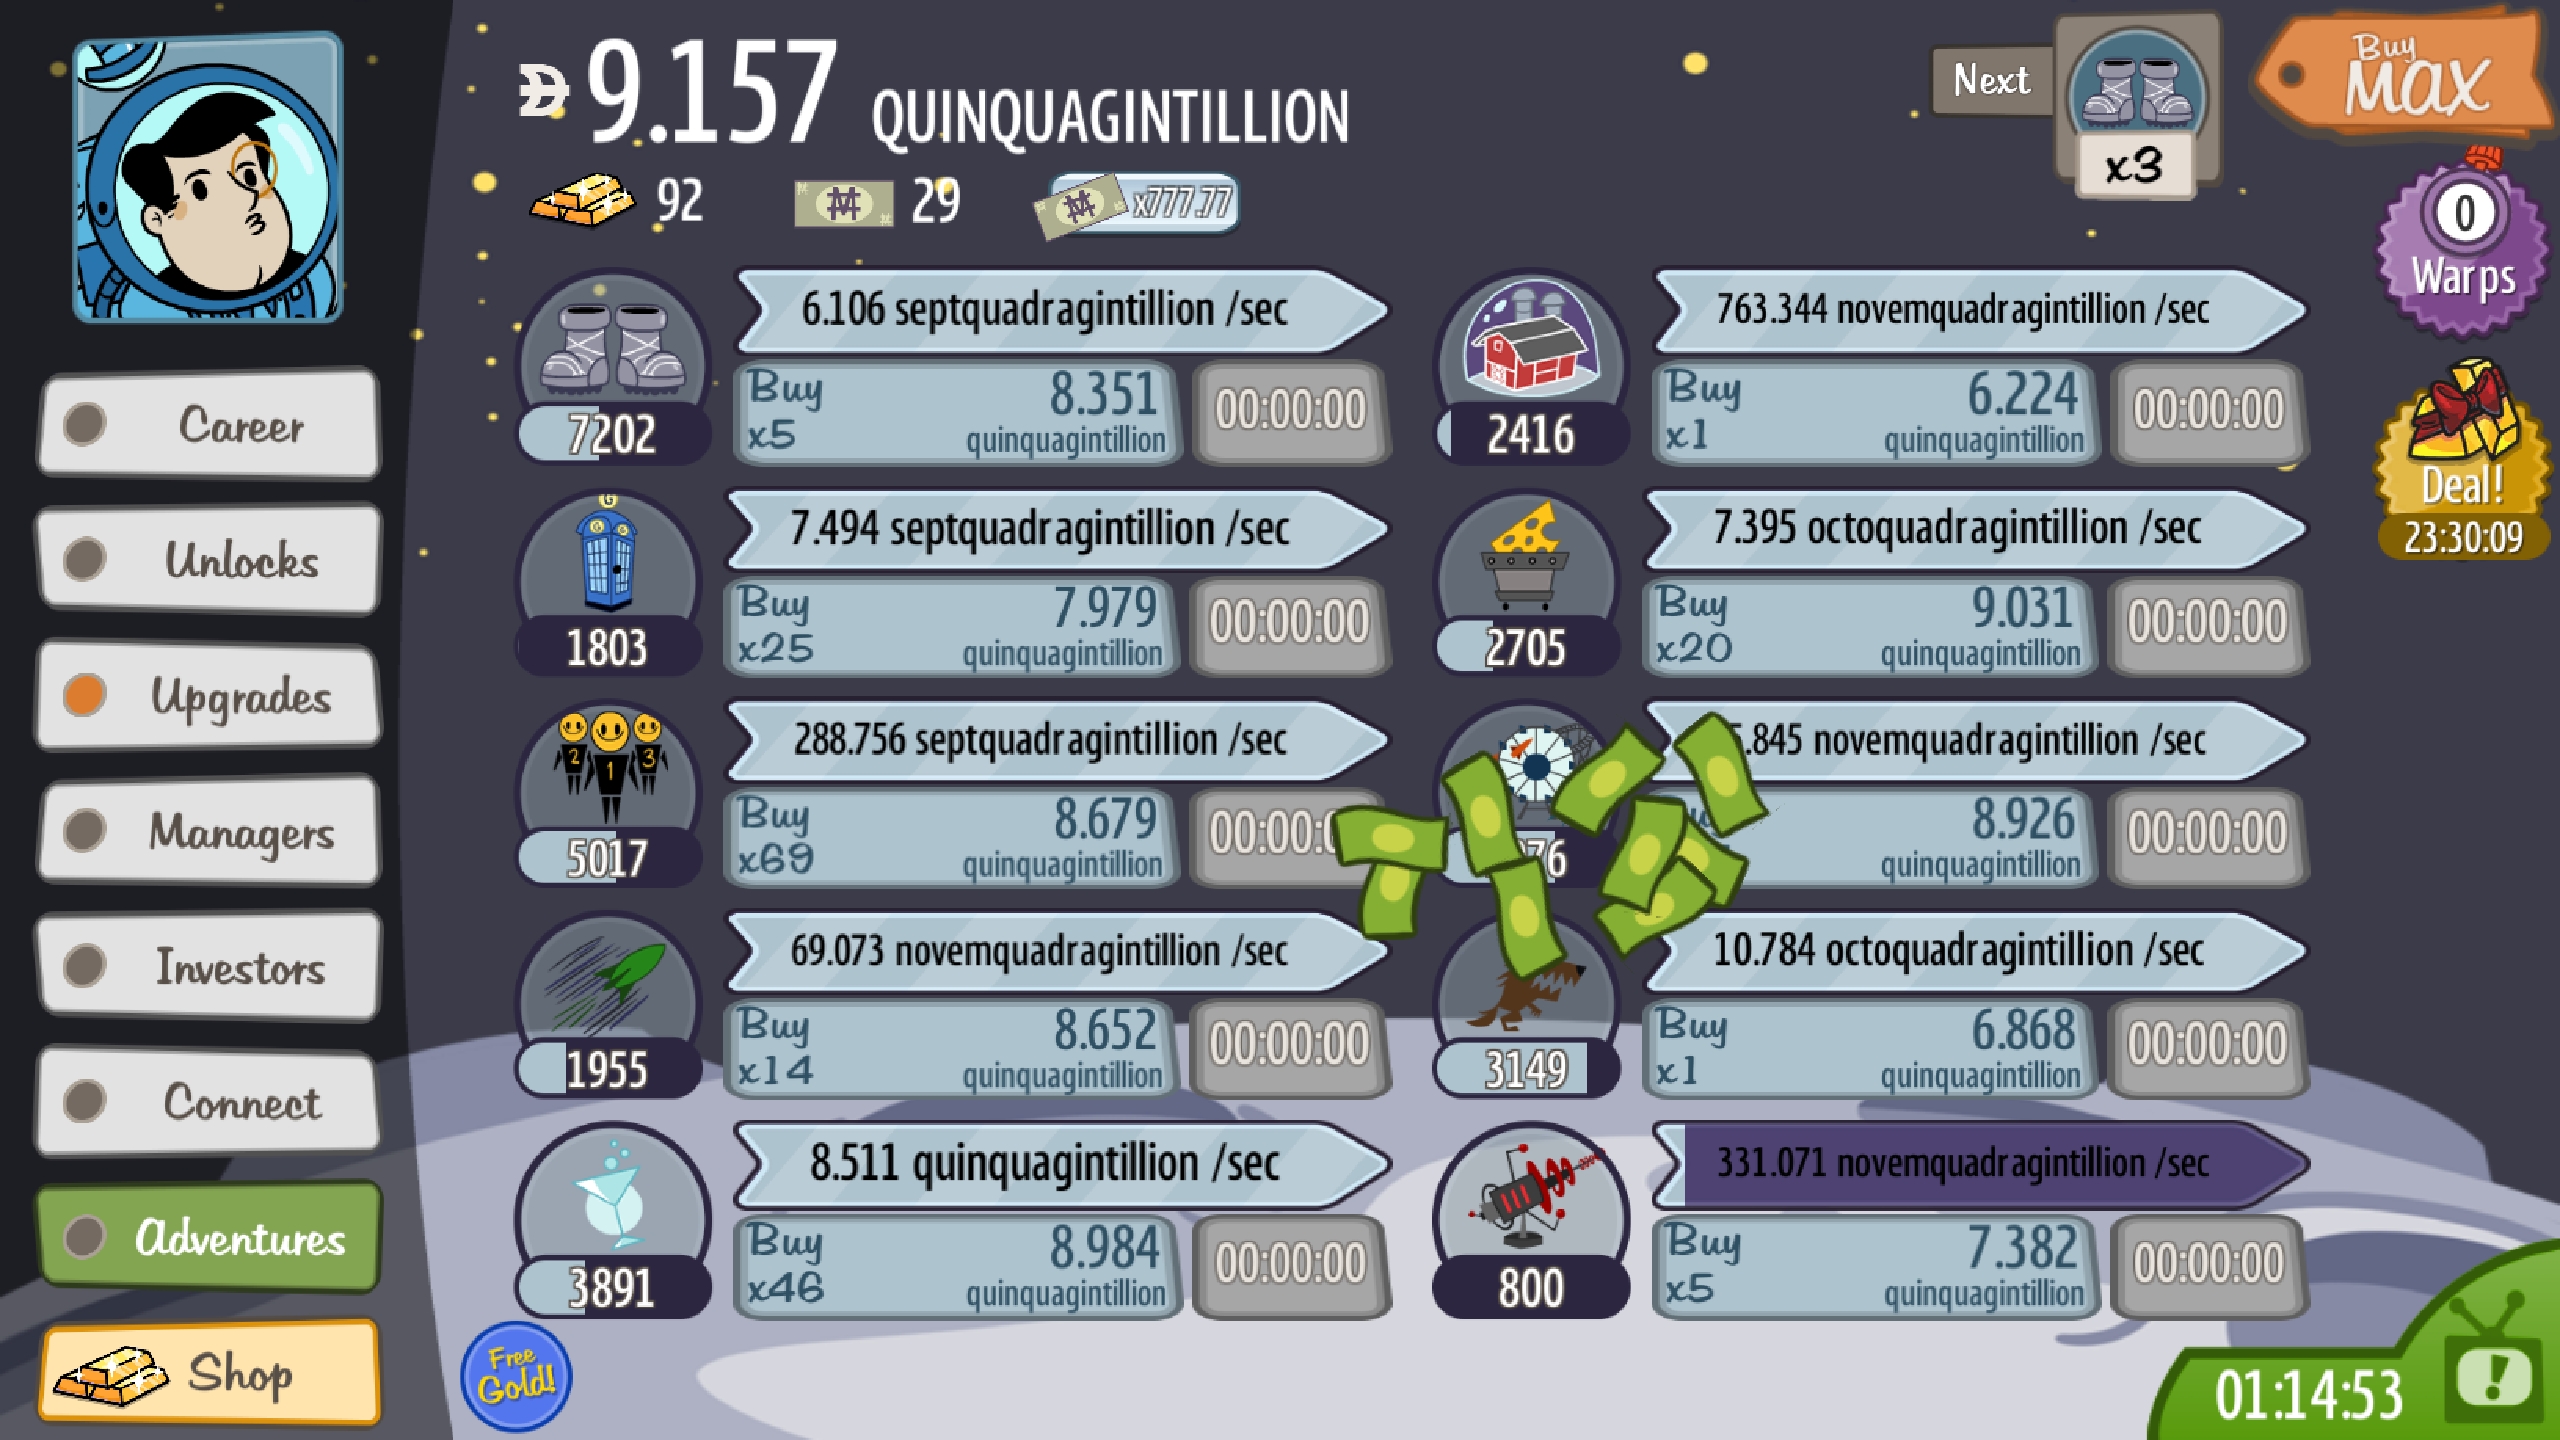 9.157 QUINQUAGINTILLION
92
29
x777.77
Next
x3
Buy
MAX
0
Warps
Deal!
23:30:09
Career
Unlocks
Upgrades
Managers
Investors
Connect
Adventures
Shop
Free
Gold!
6.106 septquadragintillion /sec
7202
Buy
x5
8.351
quinquagintillion
00:00:00
763.344 novemquadragintillion /sec
2416
Buy
x1
6.224
quinquagintillion
00:00:00
G
7.494 septquadragintillion /sec
1803
Buy
x25
7.979
quinquagintillion
00:00:00
7.395 octoquadragintillion /sec
2705
Buy
x20
9.031
quinquagintillion
00:00:00
2 1 3
288.756 septquadragintillion /sec
5017
Buy
x69
8.679
quinquagintillion
00:00:0
5.845 novemquadragintillion /sec
76
8.926
quinquagintillion
00:00:00
69.073 novemquadragintillion /sec
1955
Buy
x14
8.652
quinquagintillion
00:00:00
10.784 octoquadragintillion /sec
3149
Buy
x1
6.868
quinquagintillion
00:00:00
8.511 quinquagintillion /sec
3891
Buy
x46
8.984
quinquagintillion
00:00:00
331.071 novemquadragintillion /sec
800
Buy
x5
7.382
quinquagintillion
00:00:00
01:14:53
!